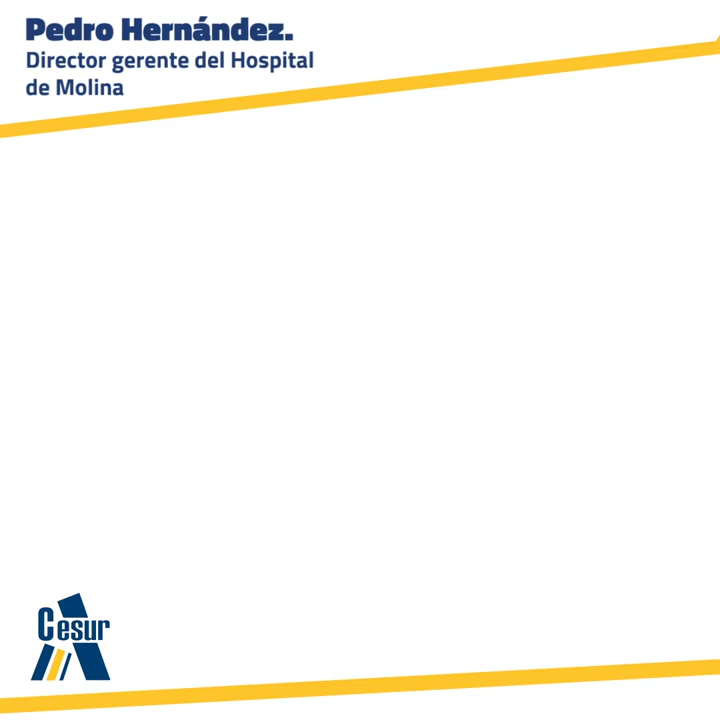 Pedro Hernández.
Director gerente del Hospital
de Molina
Cesur